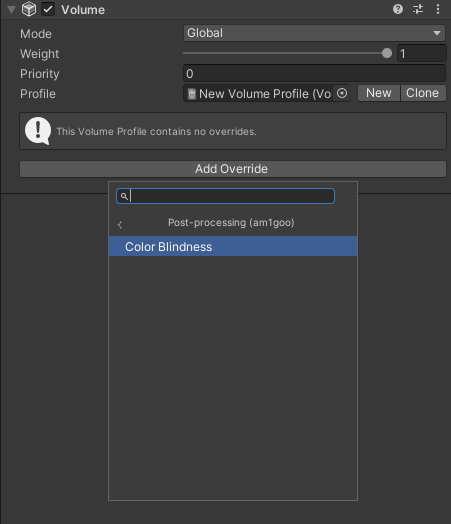 Volume
Mode Global
Weight 1
Priority 0
Profile New Volume Profile (Vo New Clone
This Volume Profile contains no overrides.
Add Override
Post-processing (am1goo)
Color Blindness